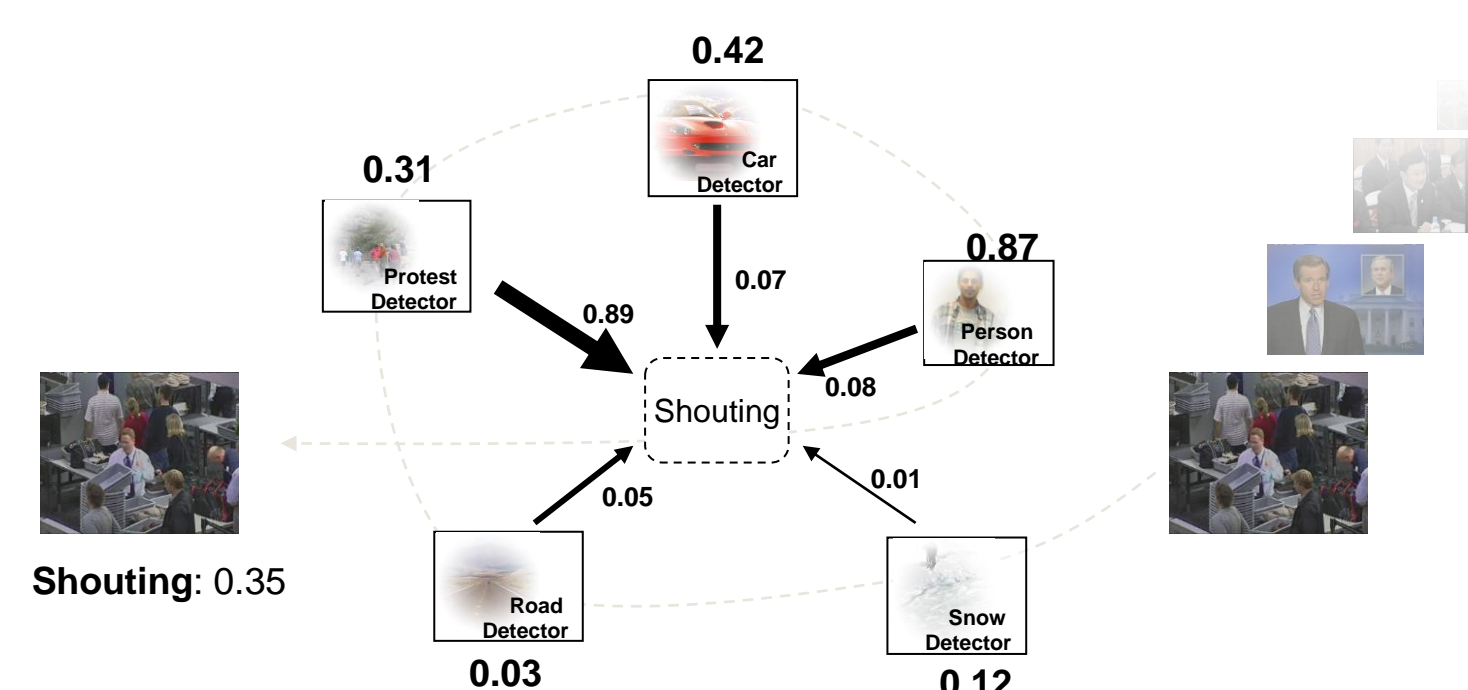 0.42
Car
Detector
0.31
Protest
Detector
0.87
Person
Detector
0.07
0.89
0.08
Shouting
0.01
0.05
Shouting: 0.35
Road
Detector
0.03
Snow
Detector
0.12